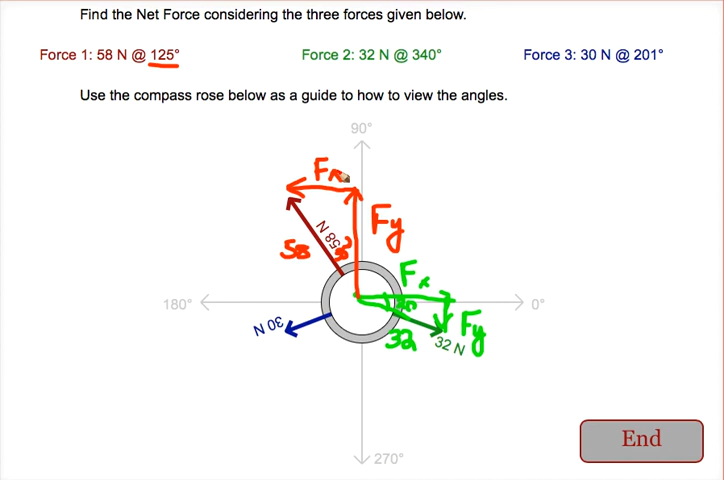 Find the Net Force considering the three forces given below.
Force 1: 58 N @ 125°
Force 2: 32 N @ 340°
Force 3: 30 N @ 201°
Use the compass rose below as a guide to how to view the angles.
90°
Fx
Fy
58 N
58
Fx
180°
0°
30 N
Fy
32
32 N
End
270°